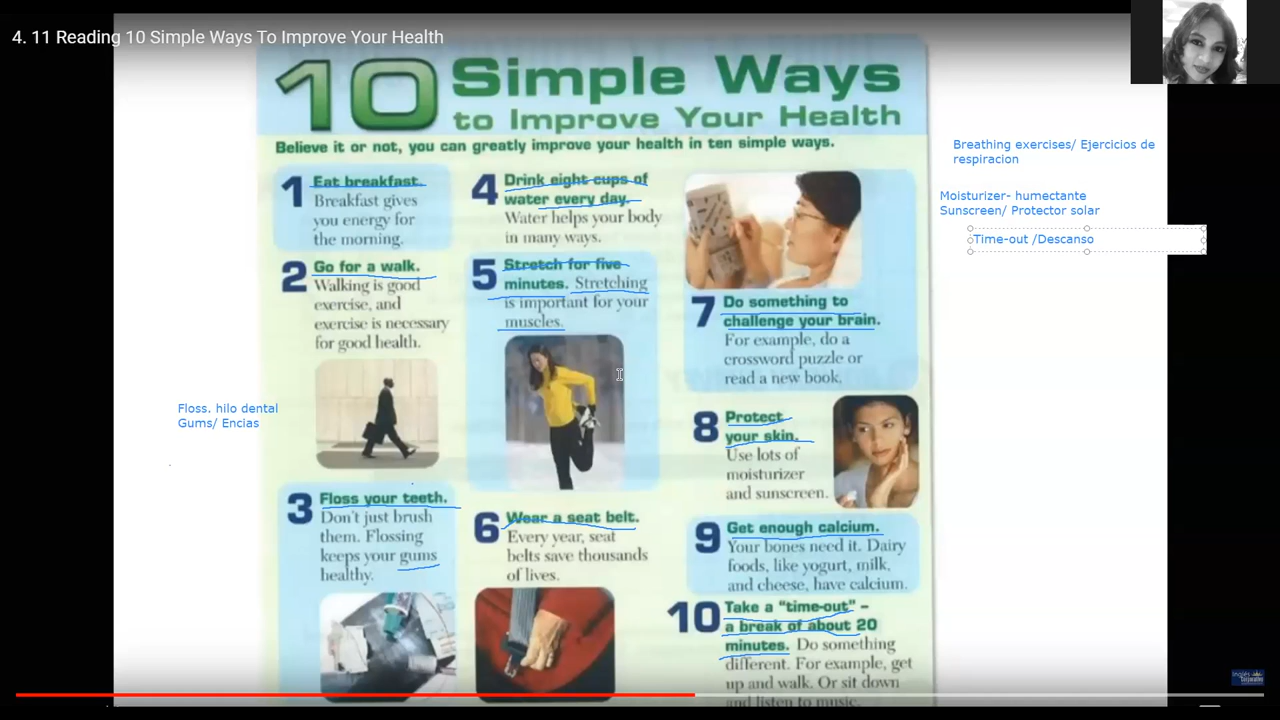 4. 11 Reading 10 Simple Ways To Improve Your Health
10 Simple Ways
to Improve Your Health
Believe it or not, you can greatly improve your health in ten simple ways.
1 Eat breakfast.
Breakfast gives
you energy for
the morning.
2 Go for a walk.
Walking is good
exercise, and
exercise is necessary
for good health.
3 Floss your teeth.
Don't just brush
them. Flossing
keeps your gums
healthy.
4 Drink eight cups of
water every day.
Water helps your body
in many ways.
5 Stretch for five
minutes. Stretching
is important for your
muscles.
6 Wear a seat belt.
Every year, seat
belts save thousands
of lives.
7 Do something to
challenge your brain.
For example, do a
crossword puzzle or
read a new book.
8 Protect
your skin.
Use lots of
moisturizer
and sunscreen.
9 Get enough calcium.
Your bones need it. Dairy
foods, like yogurt, milk,
and cheese, have calcium.
10 Take a "time-out" –
a break of about 20
minutes. Do something
different. For example, get
up and walk. Or sit down
and listen to music.
Floss. hilo dental
Gums/ Encias
Breathing exercises/ Ejercicios de
respiracion
Moisturizer- humectante
Sunscreen/ Protector solar
Time-out /Descanso